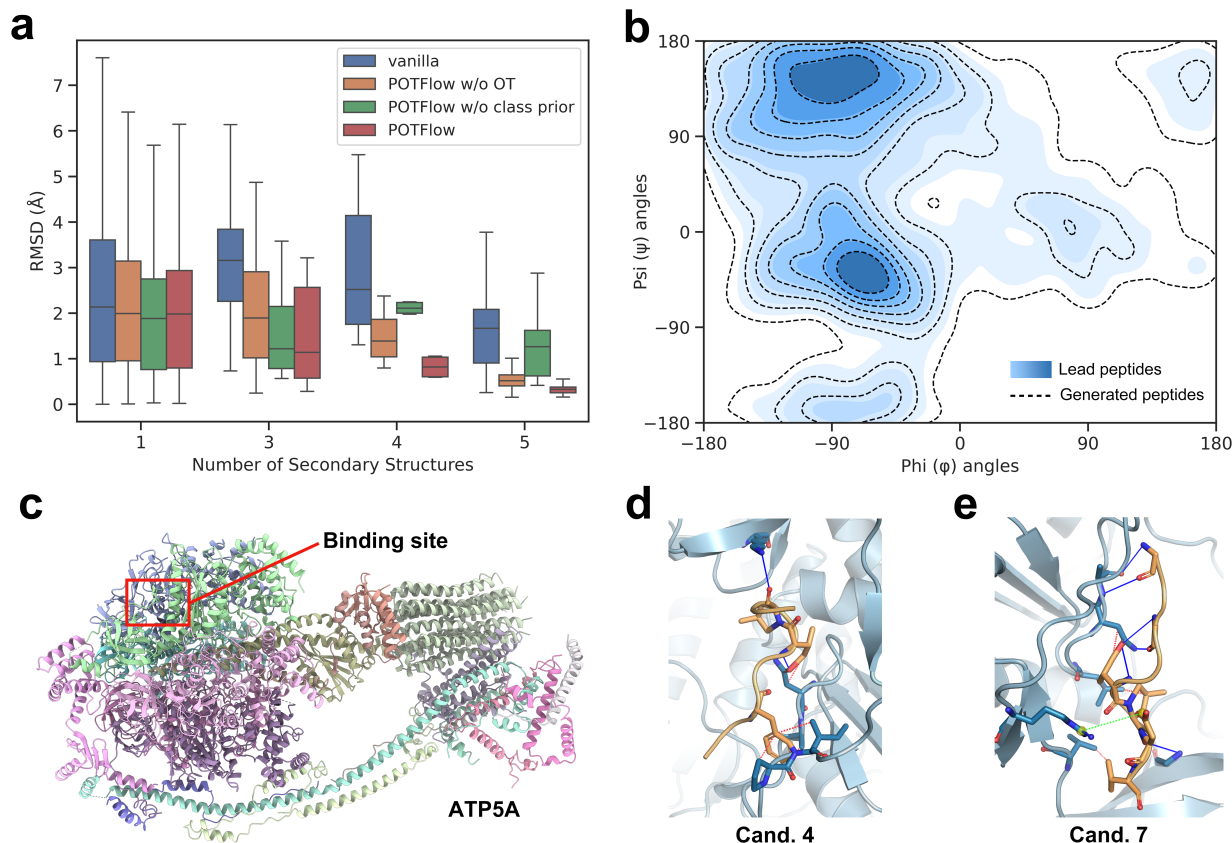 a
RMSD (Å)
7
6
5
4
3
2
1
0
vanilla
POTFlow w/o OT
POTFlow w/o class prior
POTFlow
1
3
4
5
Number of Secondary Structures
b
Psi (ψ) angles
180
90
0
−90
−180
Lead peptides
Generated peptides
−180
−90
0
90
180
Phi (φ) angles
c
Binding site
ATP5A
d
Cand. 4
e
Cand. 7